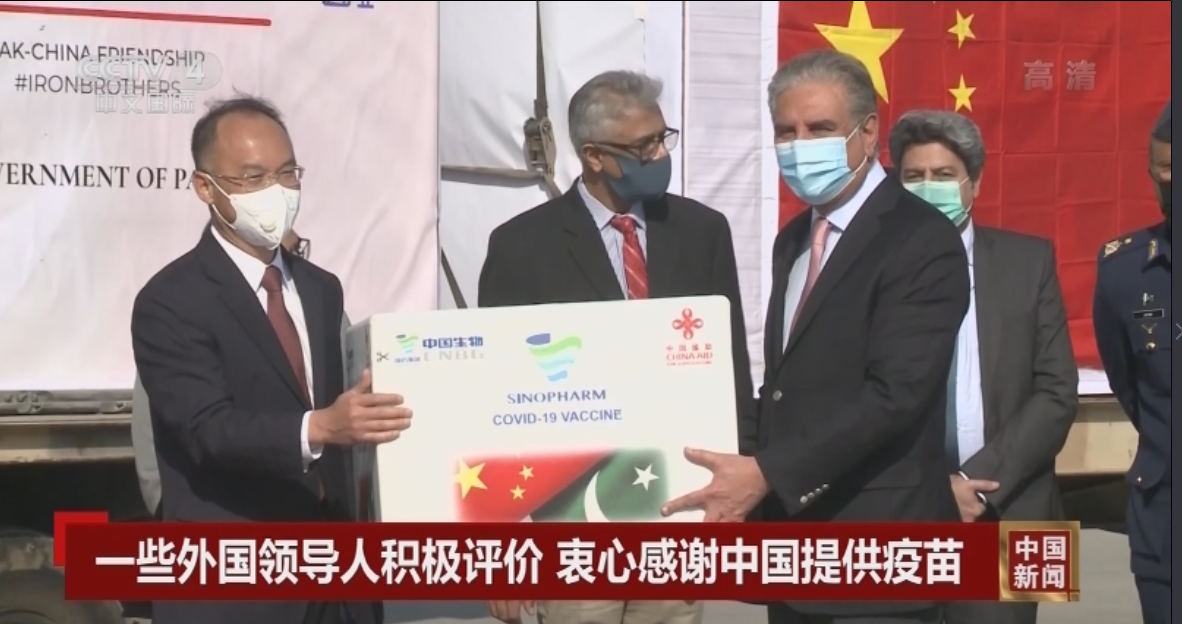 AK-CHINA FRIENDSHIP
#IRONBROTHERS
CCTV 4
中文国际
高清
VERNMENT OF PA
中国生物
CNBG
中国援助
CHINA AID
SINOPHARM
COVID-19 VACCINE
一些外国领导人积极评价 衷心感谢中国提供疫苗
中国
新闻